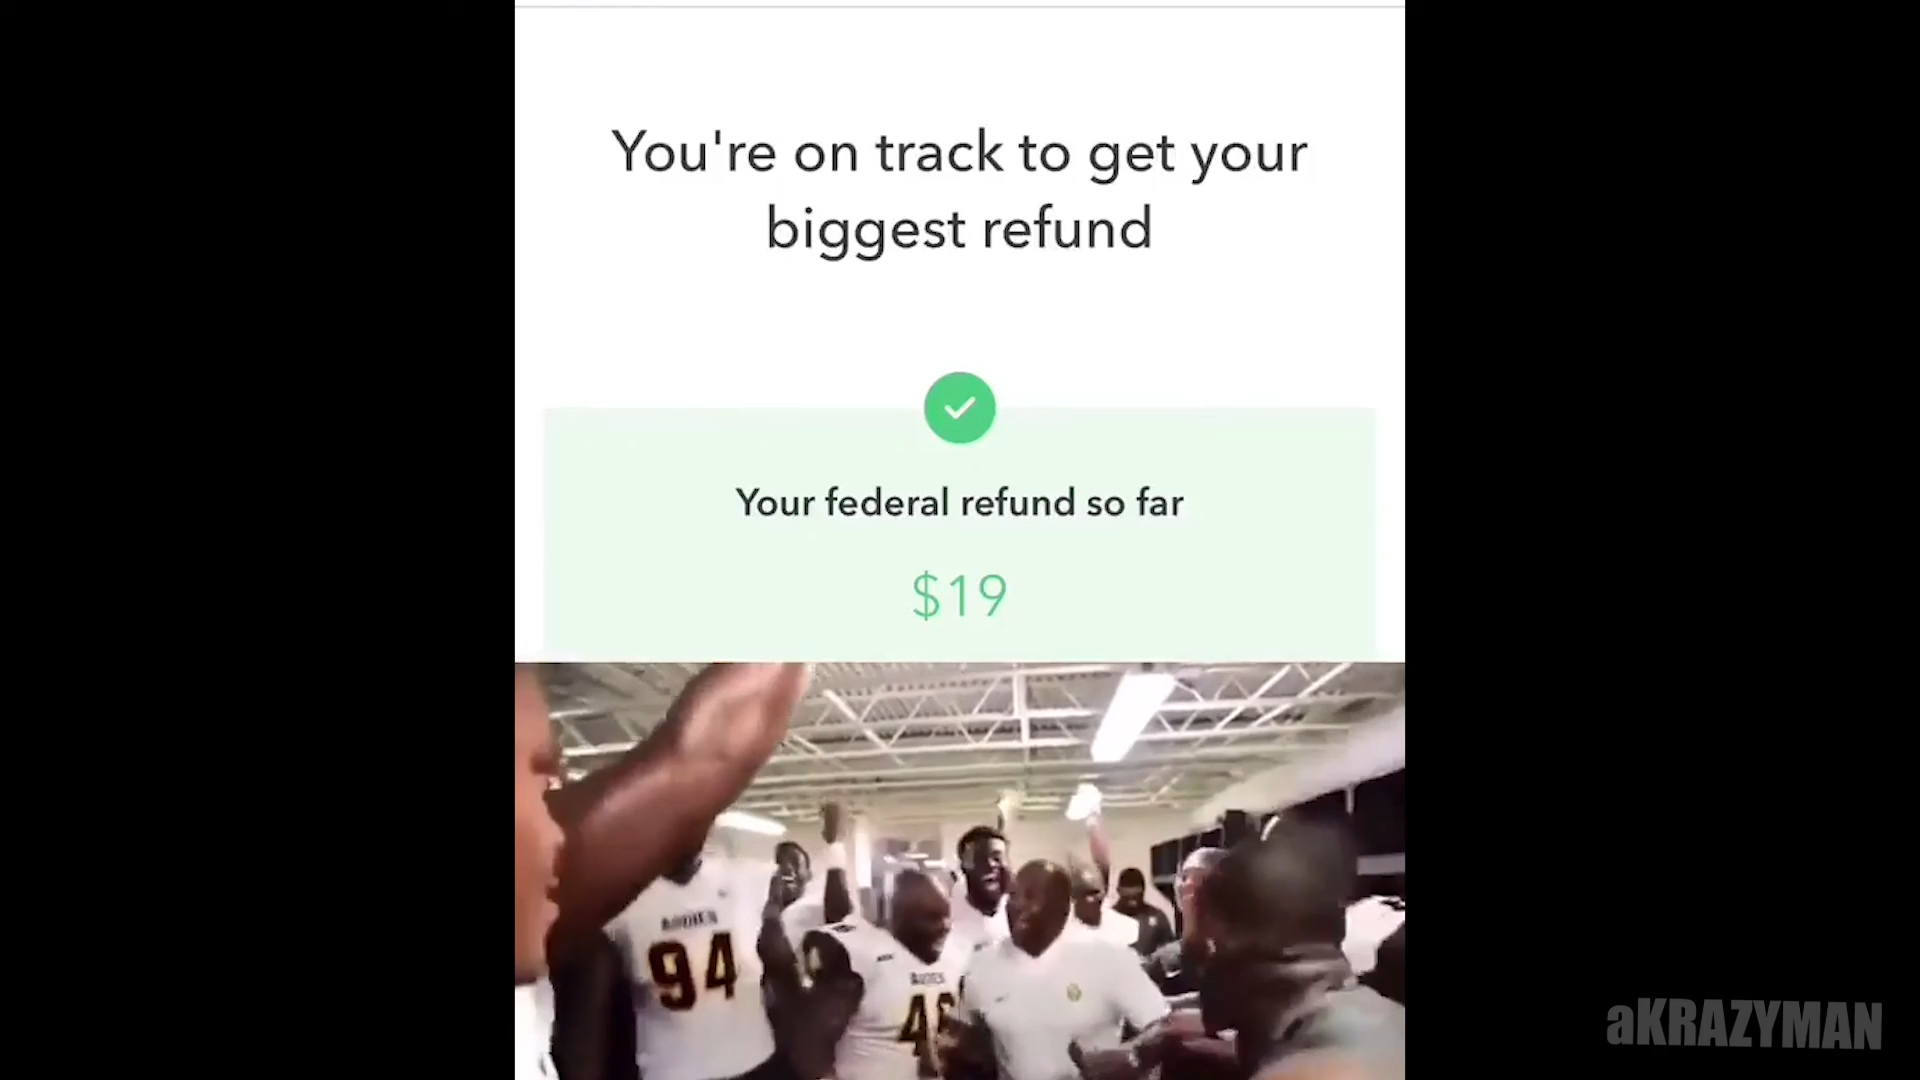 You're on track to get your
biggest refund
Your federal refund so far
$19
94
aKRAZYMAN